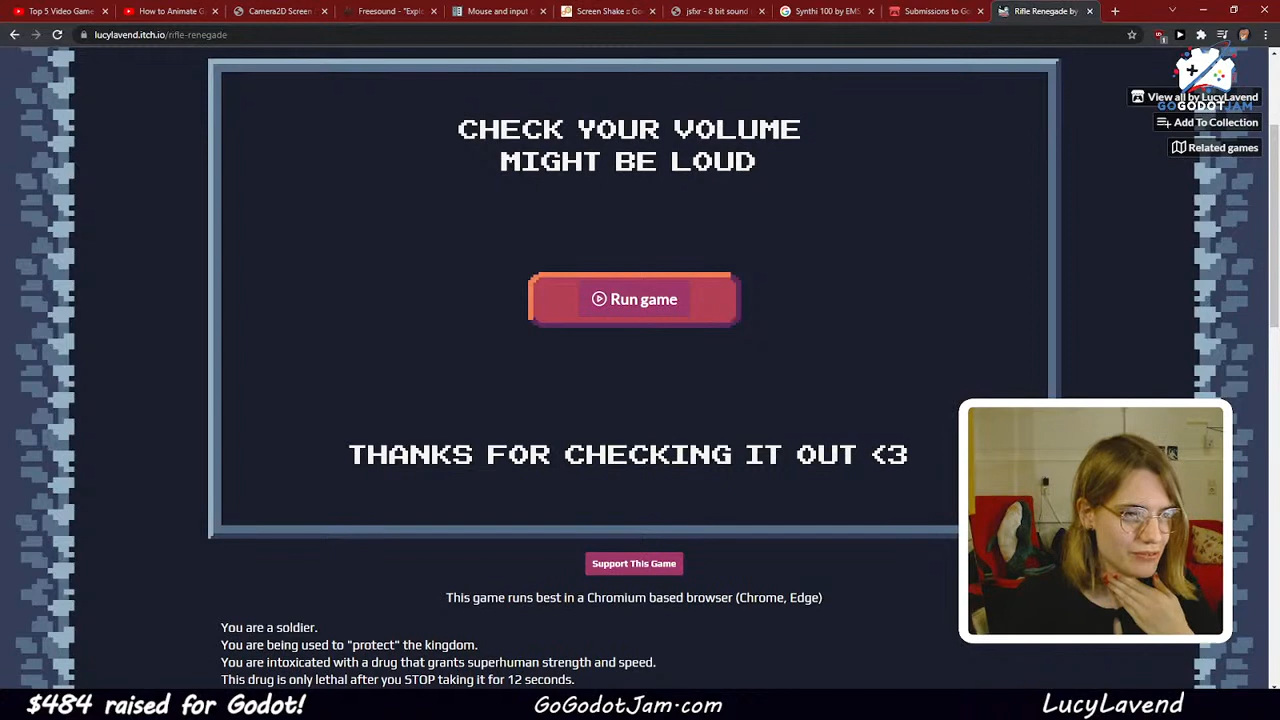 Top 5 Video Game
How to Animate G
Camera2D Screen
Freesound - "Explo
Mouse and input c
Screen Shake :: Go
jsfxr - 8 bit sound
Synthi 100 by EMS
Submissions to Go
Rifle Renegade by
lucylavend.itch.io/rifle-renegade
View all by LucyLavend
GOGODOTJAM
Add To Collection
Related games
CHECK YOUR VOLUME
MIGHT BE LOUD
Run game
THANKS FOR CHECKING IT OUT <3
Support This Game
This game runs best in a Chromium based browser (Chrome, Edge)
You are a soldier.
You are being used to "protect" the kingdom.
You are intoxicated with a drug that grants superhuman strength and speed.
This drug is only lethal after you STOP taking it for 12 seconds.
$484 raised for Godot!
GoGodotJam.com
LucyLavend